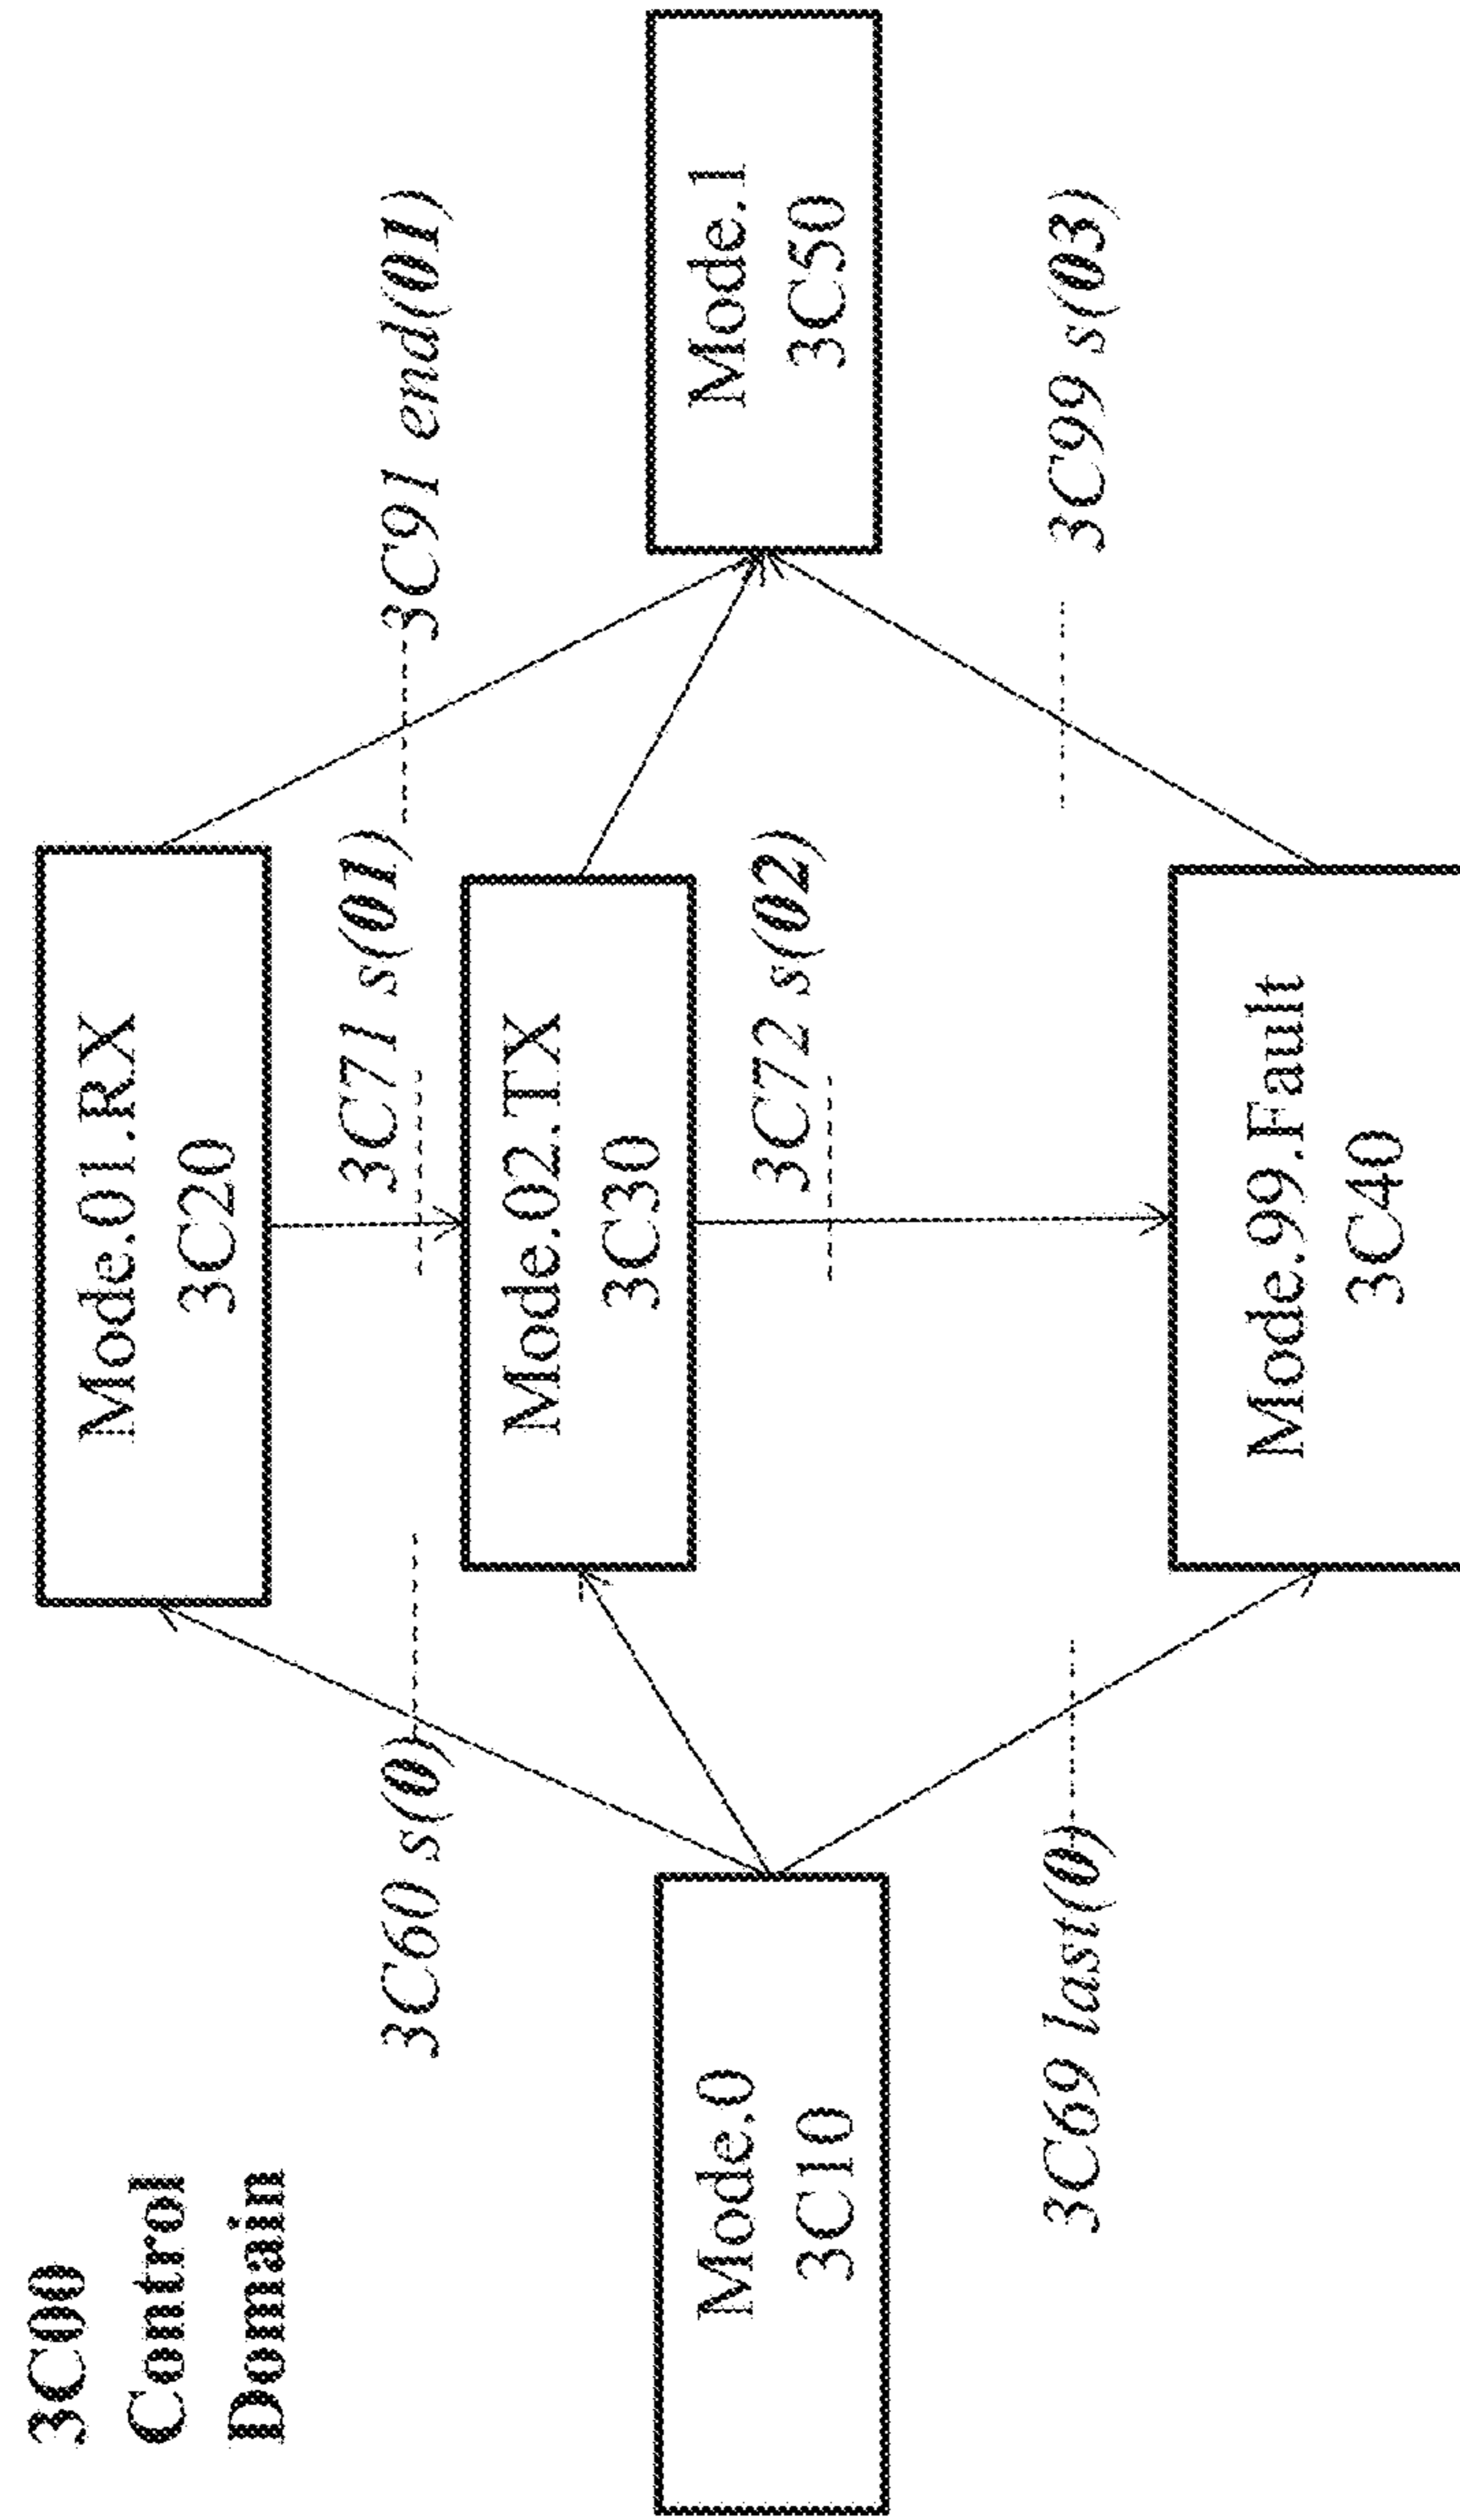 3C00
Control
Domain
Mode.01.RX
3C20
3C60 s(0)
3C71 s(01)
3C91 end(01)
Mode.02.TX
3C30
Mode.0
3C10
Mode.1
3C50
3C72 s(02)
3C69 last(0)
3C99 s(03)
Mode.99.Fault
3C40